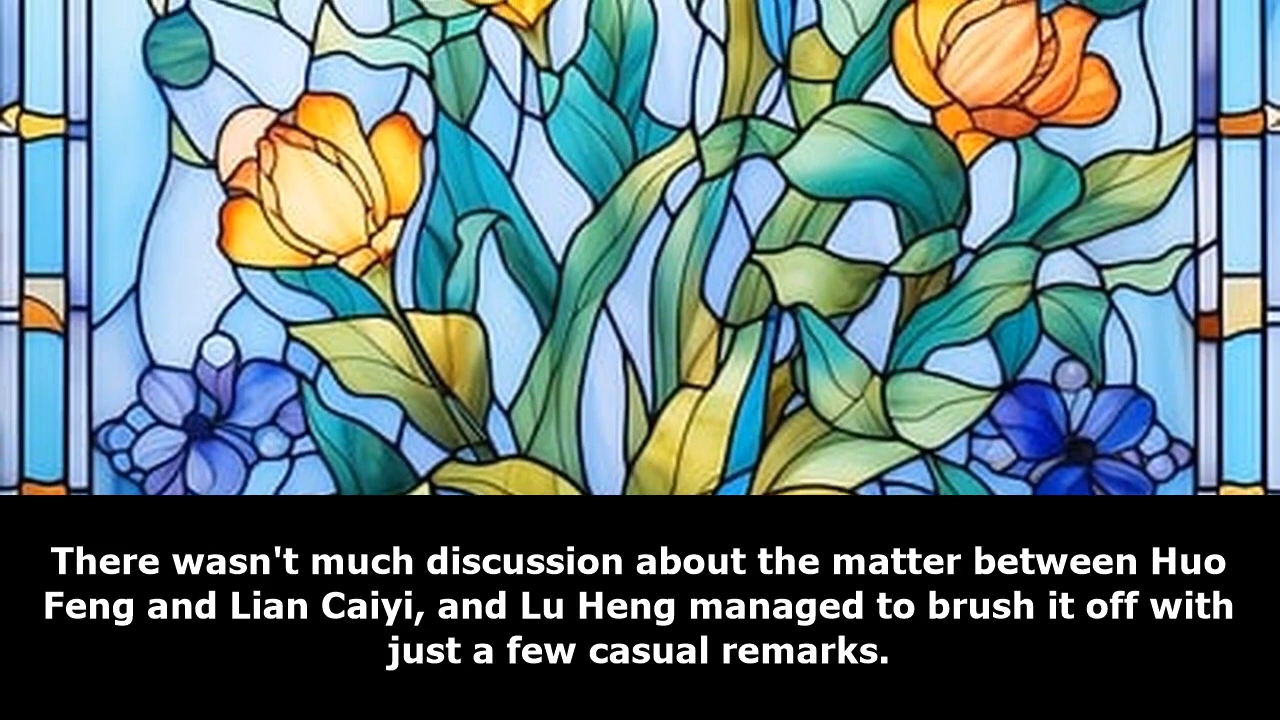 There wasn't much discussion about the matter between Huo
Feng and Lian Caiyi, and Lu Heng managed to brush it off with
just a few casual remarks.